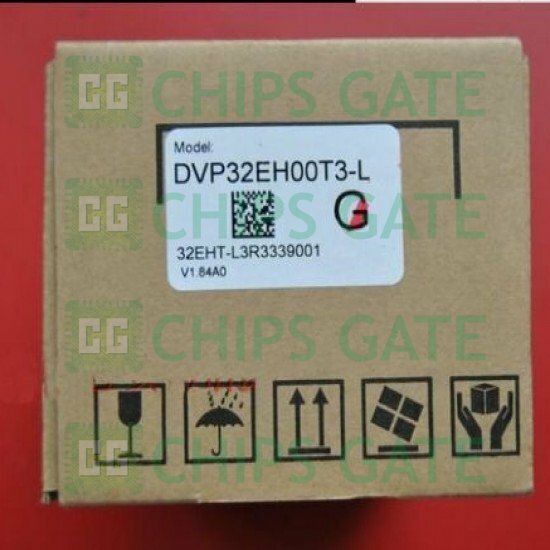 CG CHIPS GATE
Model:
DVP32EH00T3-L
CG CHIPS GATE
G
32EHT-L3R3339001
V1.84A0
CG CHIPS GATE
CG CHIPS GATE